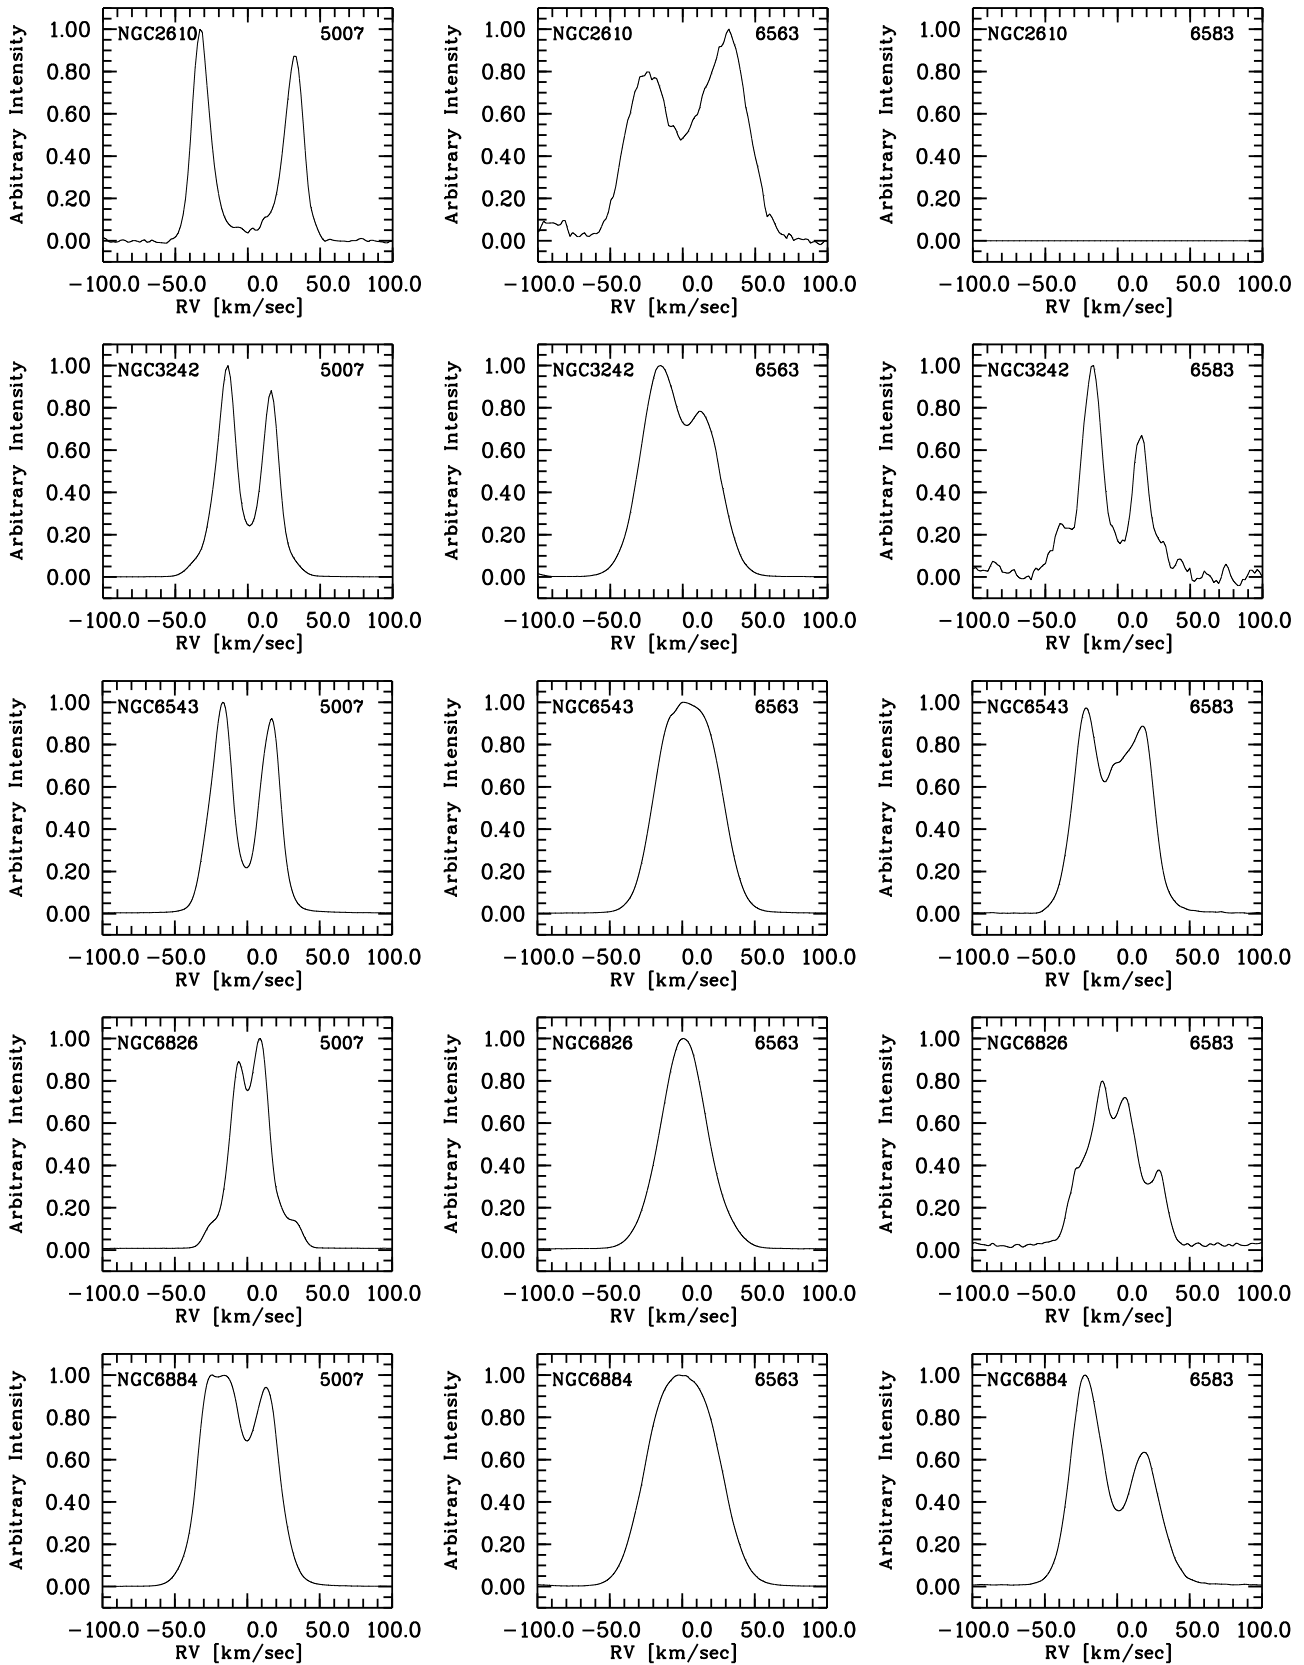 NGC2610 5007
1.00
0.80
0.60
0.40
0.20
0.00
Arbitrary Intensity
-100.0 -50.0 0.0 50.0 100.0
RV [km/sec]
NGC2610 6563
1.00
0.80
0.60
0.40
0.20
0.00
Arbitrary Intensity
-100.0 -50.0 0.0 50.0 100.0
RV [km/sec]
NGC2610 6583
1.00
0.80
0.60
0.40
0.20
0.00
Arbitrary Intensity
-100.0 -50.0 0.0 50.0 100.0
RV [km/sec]
NGC3242 5007
1.00
0.80
0.60
0.40
0.20
0.00
Arbitrary Intensity
-100.0 -50.0 0.0 50.0 100.0
RV [km/sec]
NGC3242 6563
1.00
0.80
0.60
0.40
0.20
0.00
Arbitrary Intensity
-100.0 -50.0 0.0 50.0 100.0
RV [km/sec]
NGC3242 6583
1.00
0.80
0.60
0.40
0.20
0.00
Arbitrary Intensity
-100.0 -50.0 0.0 50.0 100.0
RV [km/sec]
NGC6543 5007
1.00
0.80
0.60
0.40
0.20
0.00
Arbitrary Intensity
-100.0 -50.0 0.0 50.0 100.0
RV [km/sec]
NGC6543 6563
1.00
0.80
0.60
0.40
0.20
0.00
Arbitrary Intensity
-100.0 -50.0 0.0 50.0 100.0
RV [km/sec]
NGC6543 6583
1.00
0.80
0.60
0.40
0.20
0.00
Arbitrary Intensity
-100.0 -50.0 0.0 50.0 100.0
RV [km/sec]
NGC6826 5007
1.00
0.80
0.60
0.40
0.20
0.00
Arbitrary Intensity
-100.0 -50.0 0.0 50.0 100.0
RV [km/sec]
NGC6826 6563
1.00
0.80
0.60
0.40
0.20
0.00
Arbitrary Intensity
-100.0 -50.0 0.0 50.0 100.0
RV [km/sec]
NGC6826 6583
1.00
0.80
0.60
0.40
0.20
0.00
Arbitrary Intensity
-100.0 -50.0 0.0 50.0 100.0
RV [km/sec]
NGC6884 5007
1.00
0.80
0.60
0.40
0.20
0.00
Arbitrary Intensity
-100.0 -50.0 0.0 50.0 100.0
RV [km/sec]
NGC6884 6563
1.00
0.80
0.60
0.40
0.20
0.00
Arbitrary Intensity
-100.0 -50.0 0.0 50.0 100.0
RV [km/sec]
NGC6884 6583
1.00
0.80
0.60
0.40
0.20
0.00
Arbitrary Intensity
-100.0 -50.0 0.0 50.0 100.0
RV [km/sec]